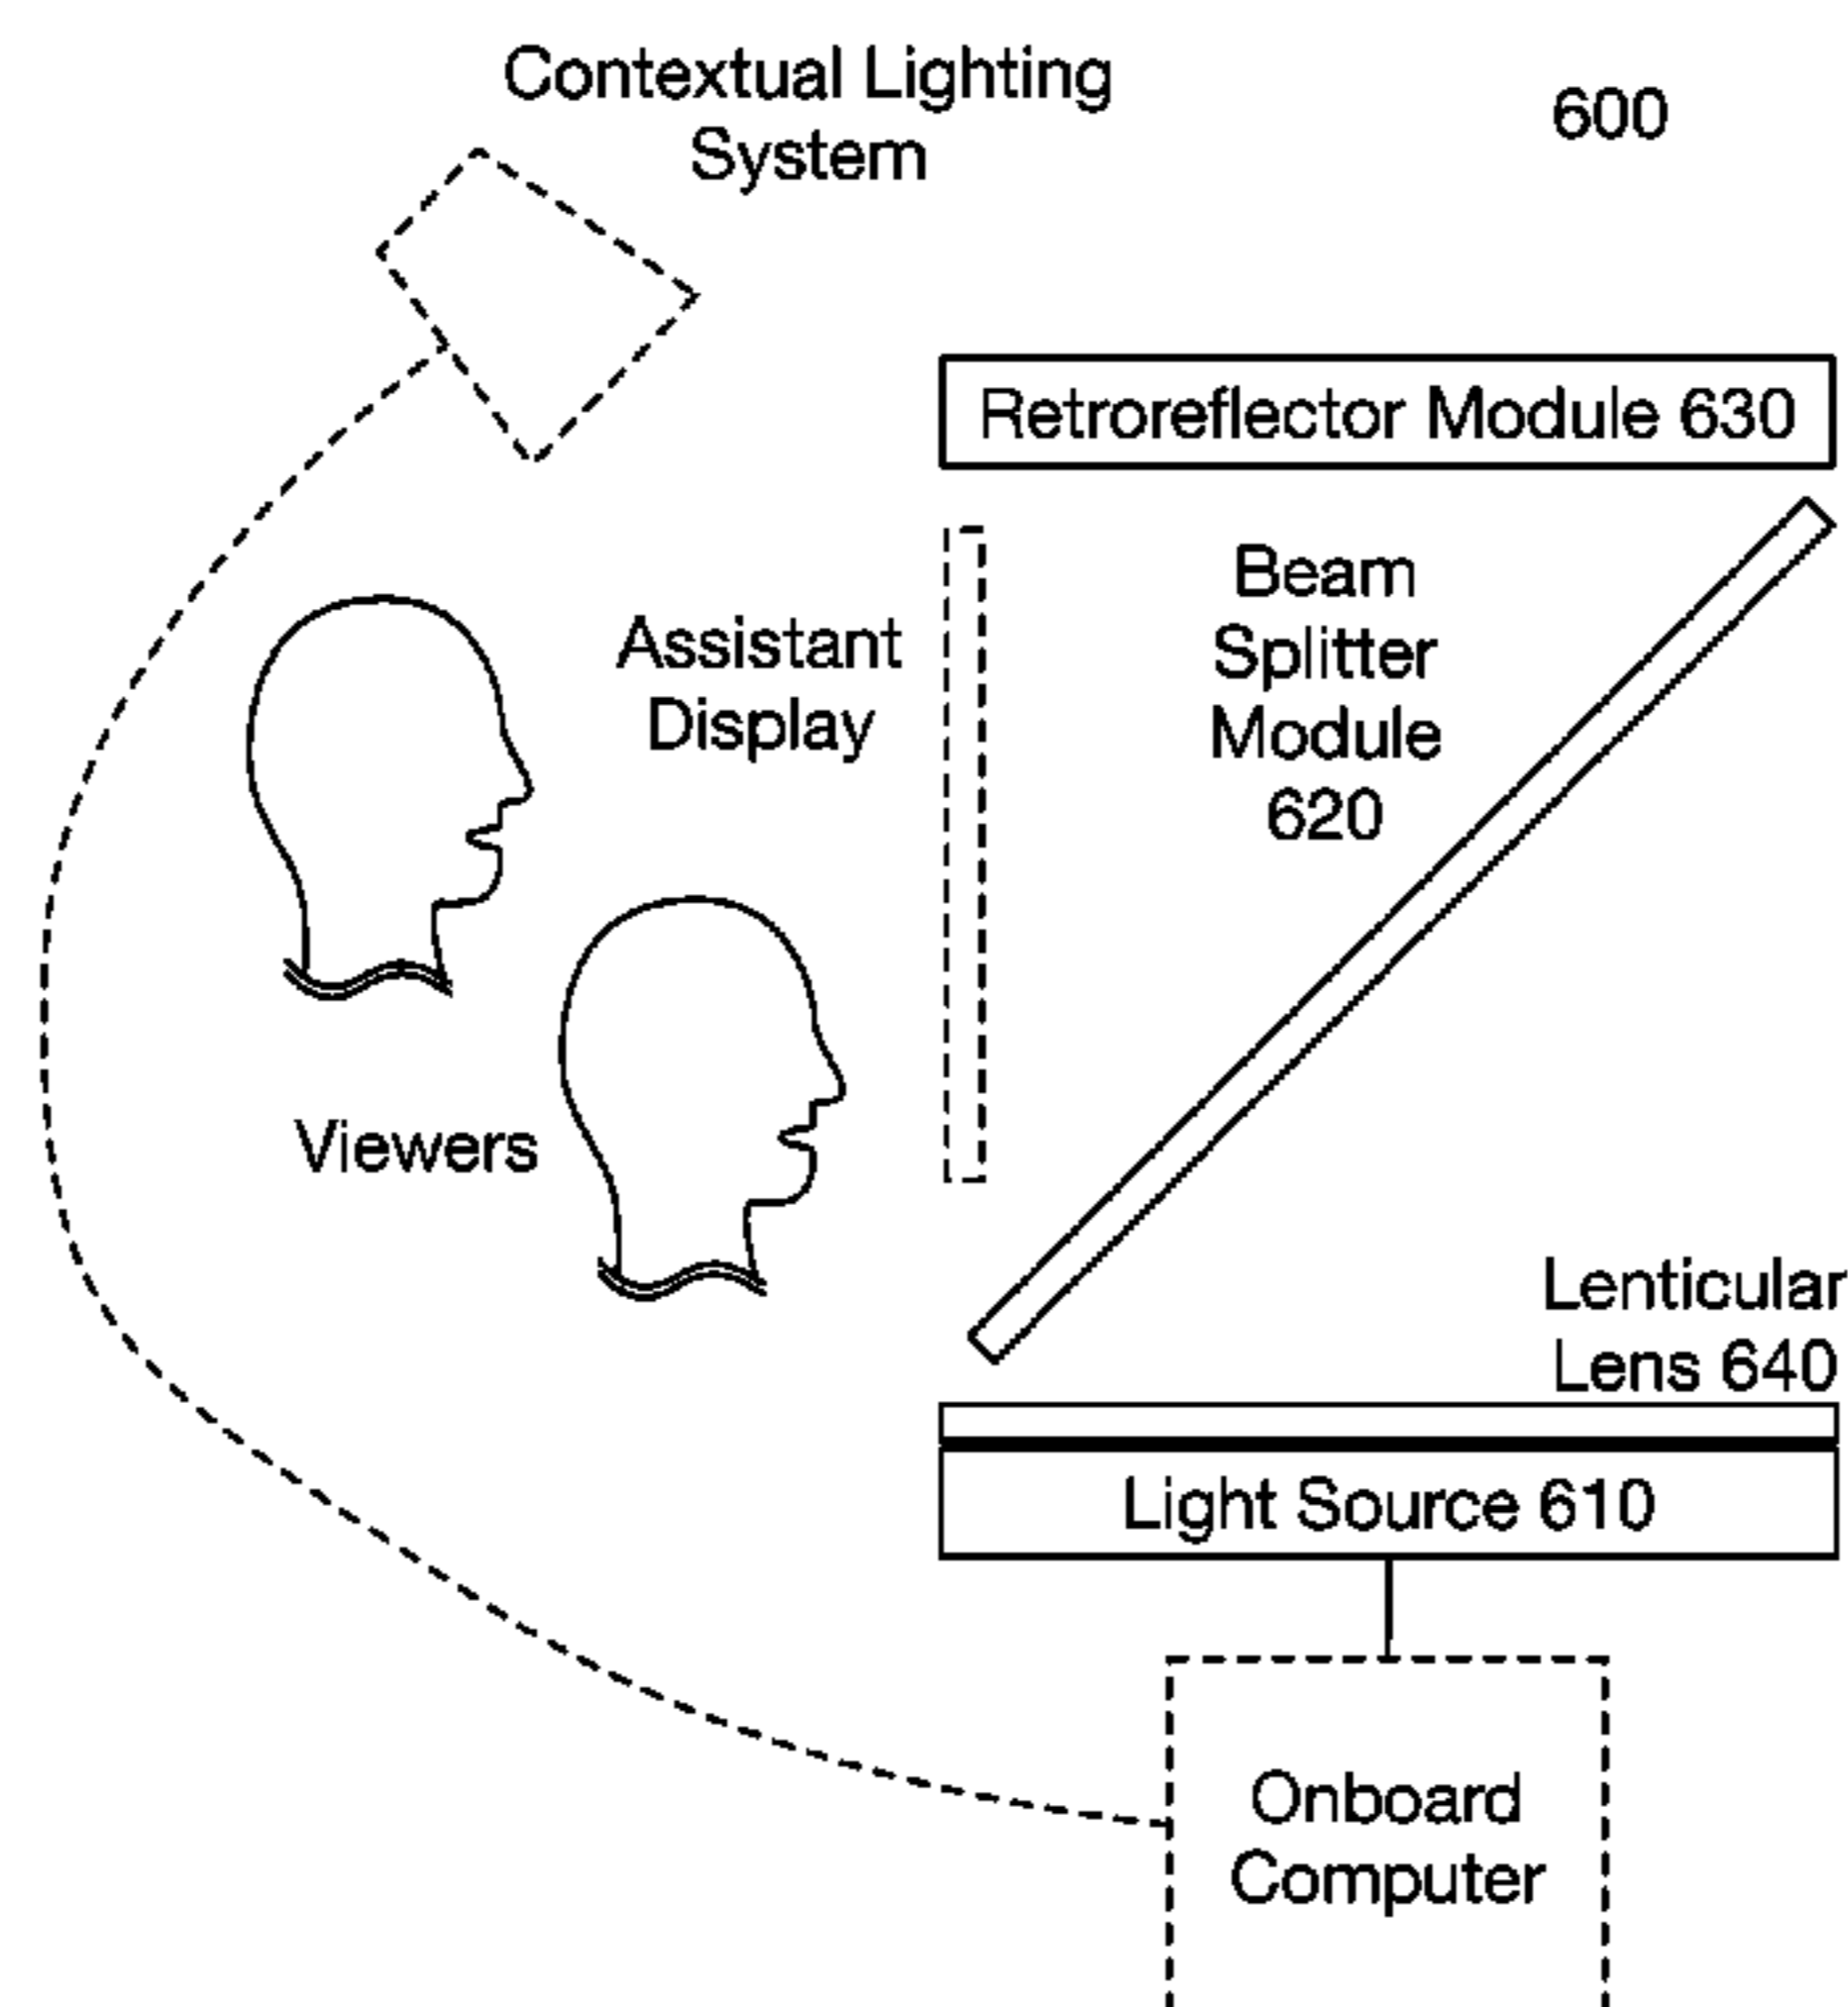 Contextual Lighting
System
600
Retroreflector Module 630
Beam
Splitter
Module
620
Assistant
Display
Viewers
Lenticular
Lens 640
Light Source 610
Onboard
Computer